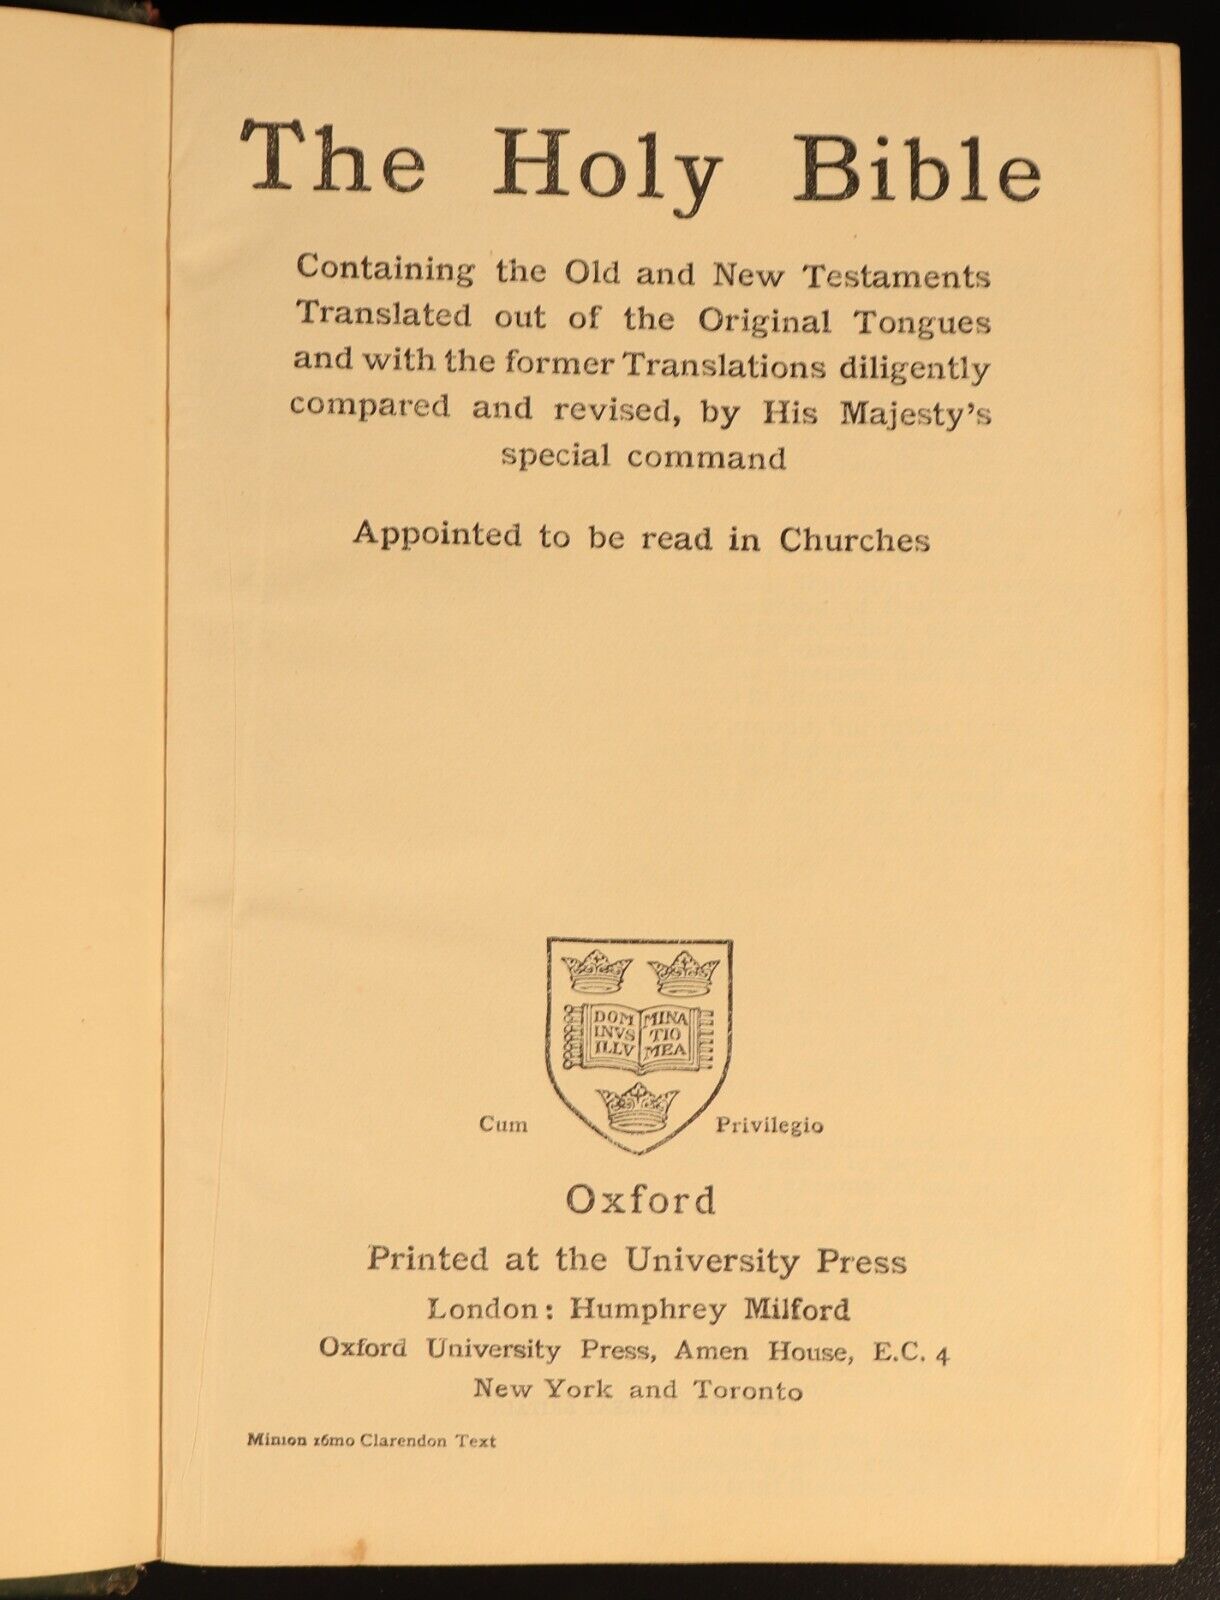 The Holy Bible
Containing the Old and New Testaments
Translated out of the Original Tongues
and with the former Translations diligently
compared and revised, by His Majesty's
special command
Appointed to be read in Churches
DOM MINA
INVS TIO
ILLV MEA
Cum Privilegio
Oxford
Printed at the University Press
London: Humphrey Milford
Oxford University Press, Amen House, E.C. 4
New York and Toronto
Minion 16mo Clarendon Text